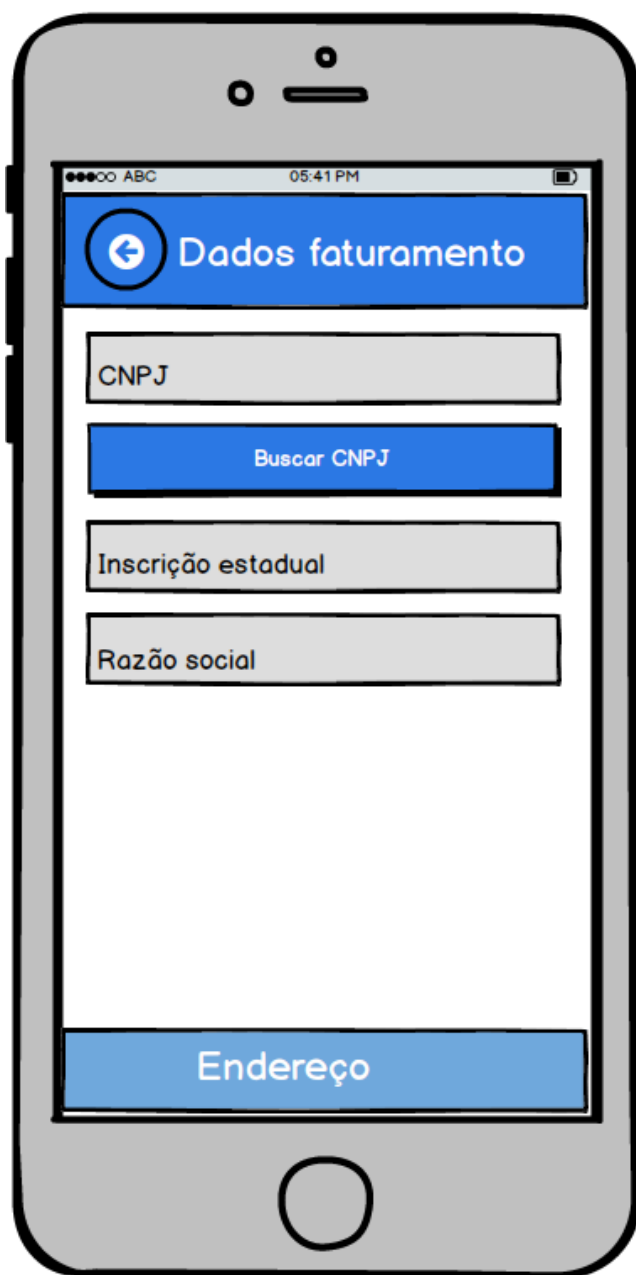 ABC 05:41 PM
Dados faturamento
CNPJ
Buscar CNPJ
Inscrição estadual
Razão social
Endereço